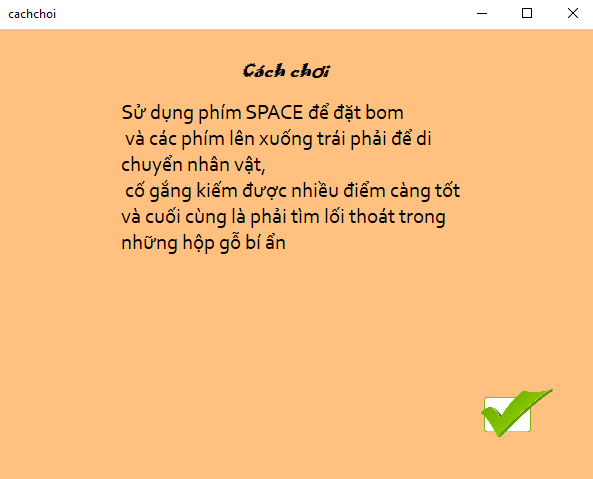 cachchoi
Cách chơi
Sử dụng phím SPACE để đặt bom
và các phím lên xuống trái phải để di
chuyển nhân vật,
cố gắng kiếm được nhiều điểm càng tốt
và cuối cùng là phải tìm lối thoát trong
những hộp gỗ bí ẩn